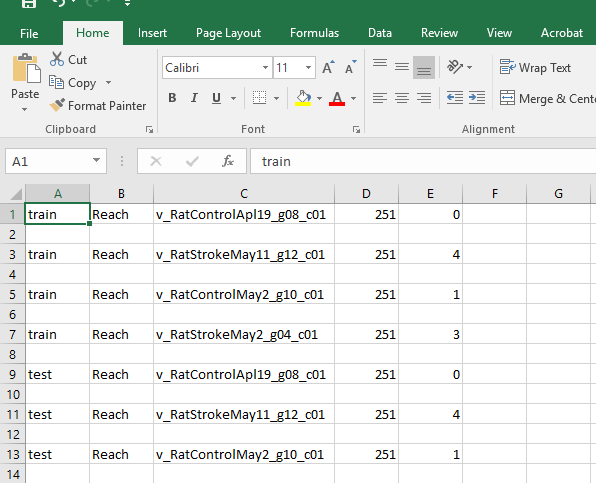 File Home Insert Page Layout Formulas Data Review View Acrobat
Cut
Copy
Format Painter
Paste
Calibri 11 A A
B I U A
Wrap Text
Merge & Cente
Clipboard Font Alignment
A1 fx train
A B C D E F G
1 train Reach v_RatControlApl19_g08_c01 251 0
2
3 train Reach v_RatStrokeMay11_g12_c01 251 4
4
5 train Reach v_RatControlMay2_g10_c01 251 1
6
7 train Reach v_RatStrokeMay2_g04_c01 251 3
8
9 test Reach v_RatControlApl19_g08_c01 251 0
10
11 test Reach v_RatStrokeMay11_g12_c01 251 4
12
13 test Reach v_RatControlMay2_g10_c01 251 1
14